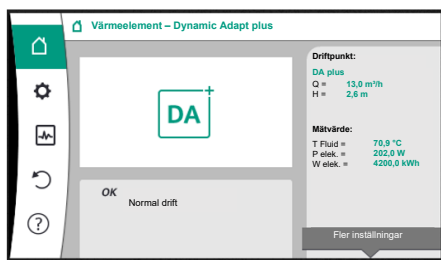 Värmeelement – Dynamic Adapt plus
DA+
OK
Normal drift
Driftpunkt:
DA plus
Q = 13,0 m³/h
H = 2,6 m
Mätvärde:
T Fluid = 70,9 °C
P elek. = 202,0 W
W elek. = 4200,0 kWh
Fler inställningar
?